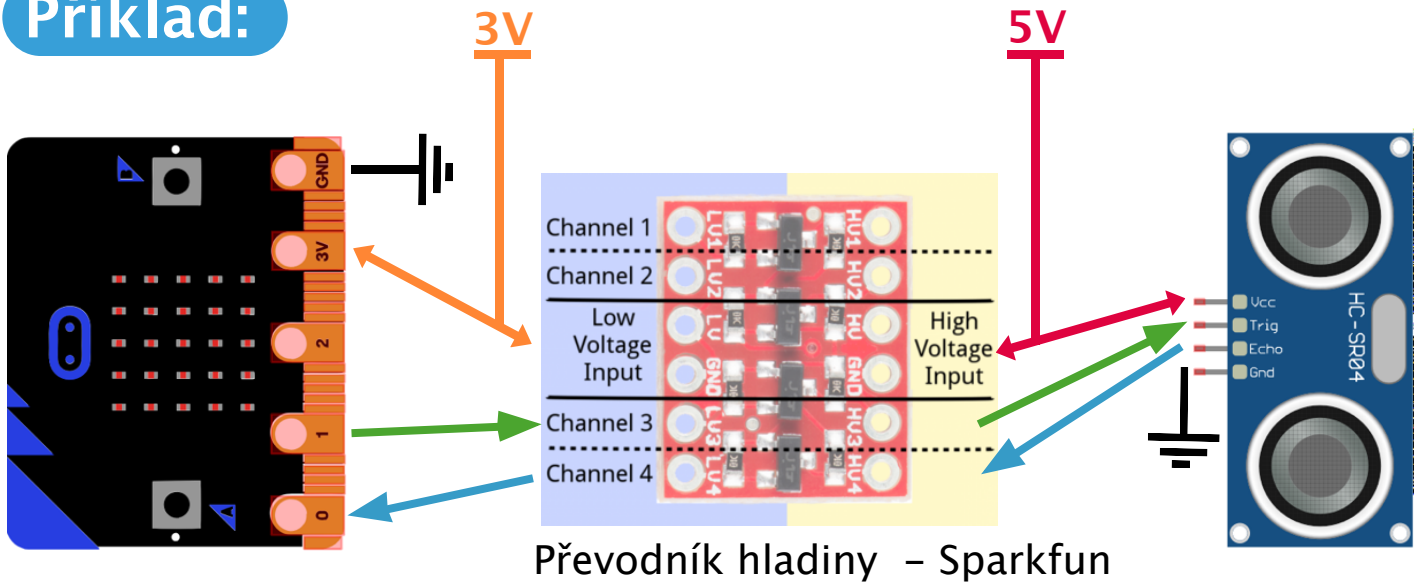 Příklad:
3V
5V
B
GND
3V
2
1
0
A
Channel 1
Channel 2
Low
Voltage
Input
Channel 3
Channel 4
LV1
LV2
LV
GND
LV3
LV4
HV1
HV2
HV
GND
HV3
HV4
High
Voltage
Input
Vcc
Trig
Echo
Gnd
HC-SR04
Převodník hladiny – Sparkfun